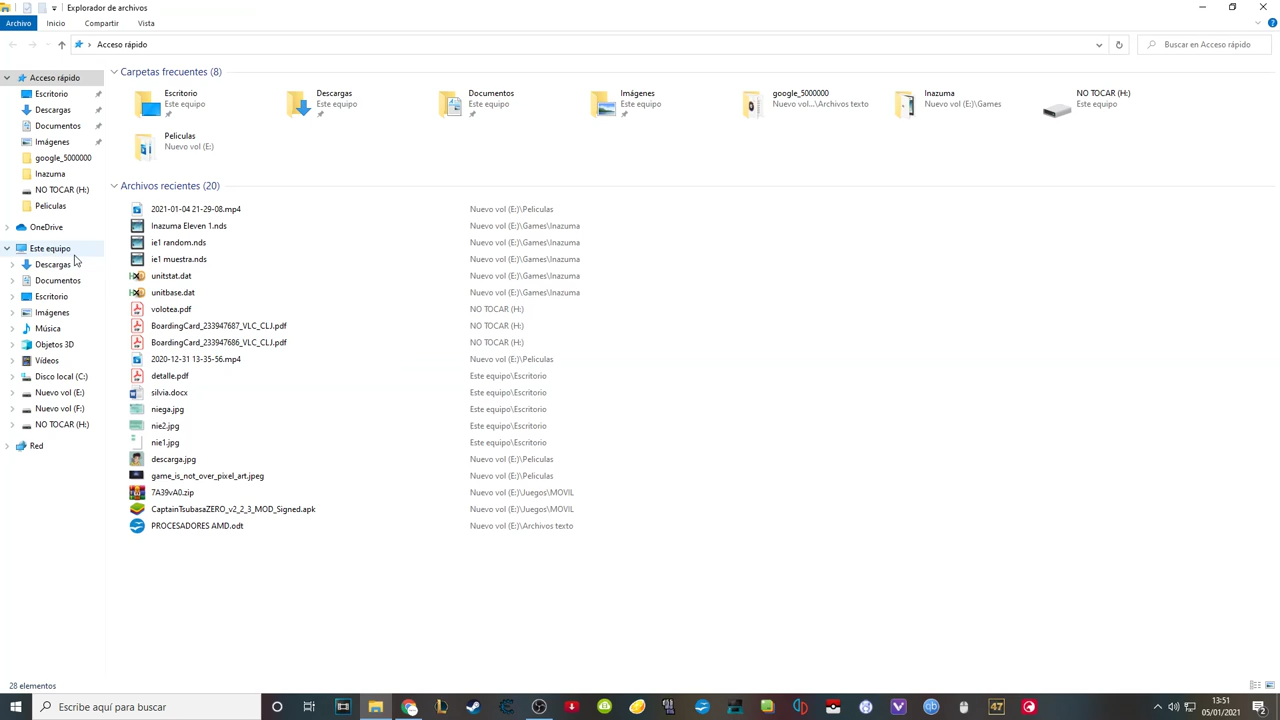 Explorador de archivos
Archivo Inicio Compartir Vista
Acceso rápido
Buscar en Acceso rápido
Acceso rápido
Escritorio
Descargas
Documentos
Imágenes
google_5000000
Inazuma
NO TOCAR (H:)
Peliculas
OneDrive
Este equipo
Descargas
Documentos
Escritorio
Imágenes
Música
Objetos 3D
Vídeos
Disco local (C:)
Nuevo vol (E:)
Nuevo vol (F:)
NO TOCAR (H:)
Red
Carpetas frecuentes (8)
Escritorio
Este equipo
Descargas
Este equipo
Documentos
Este equipo
Imágenes
Este equipo
google_5000000
Nuevo vol...\Archivos texto
Inazuma
Nuevo vol (E:)\Games
NO TOCAR (H:)
Este equipo
Peliculas
Nuevo vol (E:)
Archivos recientes (20)
2021-01-04 21-29-08.mp4 Nuevo vol (E:)\Peliculas
Inazuma Eleven 1.nds Nuevo vol (E:)\Games\Inazuma
ie1 random.nds Nuevo vol (E:)\Games\Inazuma
ie1 muestra.nds Nuevo vol (E:)\Games\Inazuma
unitstat.dat Nuevo vol (E:)\Games\Inazuma
unitbase.dat Nuevo vol (E:)\Games\Inazuma
volotea.pdf NO TOCAR (H:)
BoardingCard_233947687_VLC_CLJ.pdf NO TOCAR (H:)
BoardingCard_233947686_VLC_CLJ.pdf NO TOCAR (H:)
2020-12-31 13-35-56.mp4 Nuevo vol (E:)\Peliculas
detalle.pdf Este equipo\Escritorio
silvia.docx Este equipo\Escritorio
niega.jpg Este equipo\Escritorio
nie2.jpg Este equipo\Escritorio
nie1.jpg Este equipo\Escritorio
descarga.jpg Nuevo vol (E:)\Peliculas
game_is_not_over_pixel_art.jpeg Nuevo vol (E:)\Peliculas
7A39vA0.zip Nuevo vol (E:)\Juegos\MOVIL
CaptainTsubasaZERO_v2_2_3_MOD_Signed.apk Nuevo vol (E:)\Juegos\MOVIL
PROCESADORES AMD.odt Nuevo vol (E:)\Archivos texto
28 elementos
Escribe aquí para buscar
47
13:51
05/01/2021